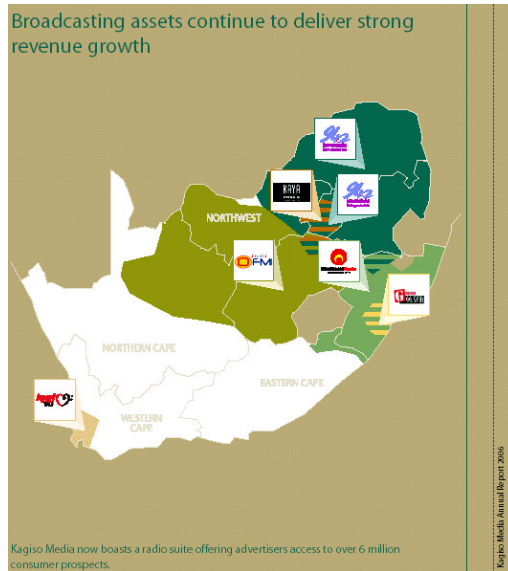 Broadcasting assets continue to deliver strong
revenue growth
KAYA
NORTHWEST
OFM
NORTHERN CAPE
EASTERN CAPE
WESTERN
CAPE
Kagiso Media now boasts a radio suite offering advertisers access to over 6 million
consumer prospects.
Kagiso Media Annual Report 2006